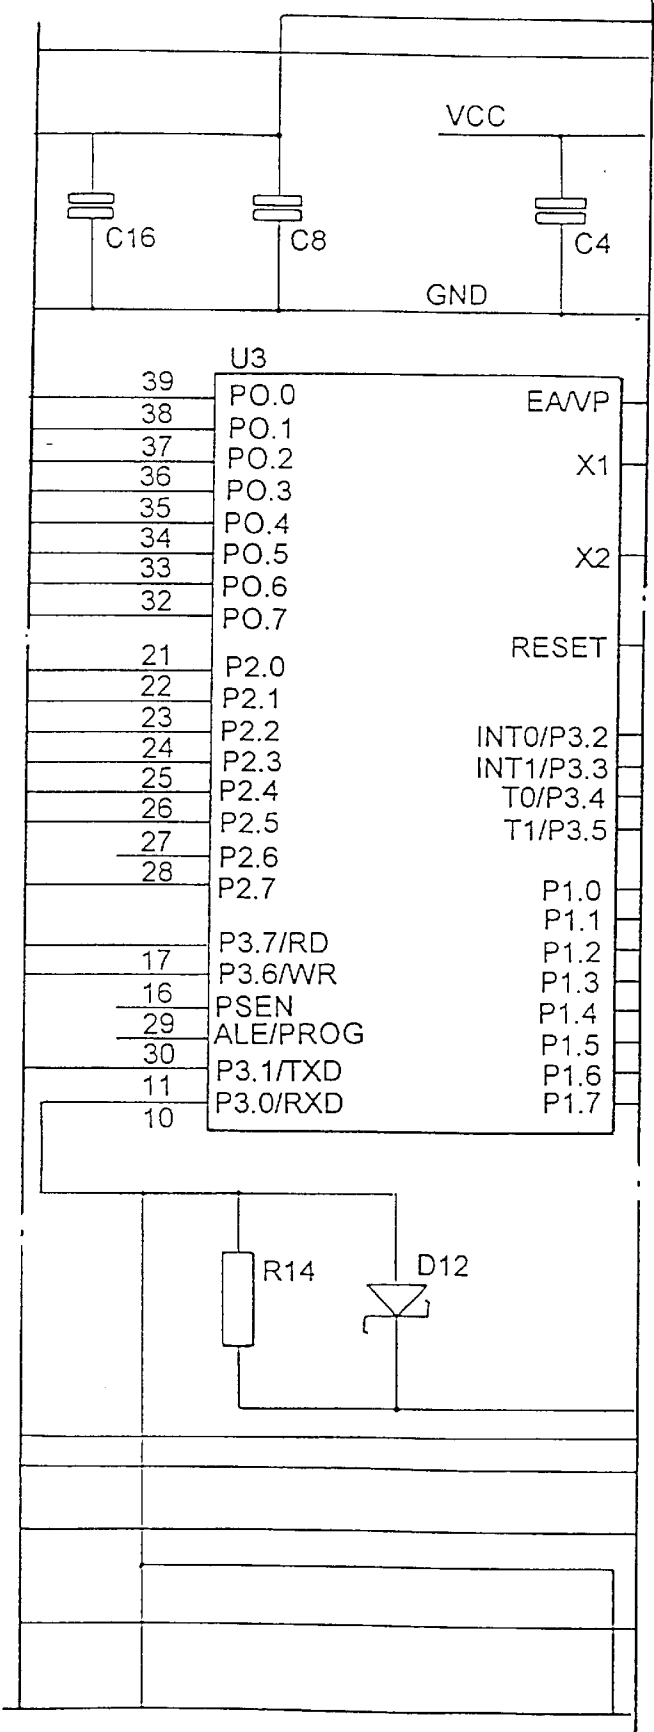 VCC
C16
C8
C4
GND
U3
39
PO.0
EA/VP
38
PO.1
37
PO.2
X1
36
PO.3
35
PO.4
34
PO.5
X2
33
PO.6
32
PO.7
RESET
21
P2.0
22
P2.1
23
P2.2
INT0/P3.2
24
P2.3
INT1/P3.3
25
P2.4
T0/P3.4
26
P2.5
T1/P3.5
27
P2.6
28
P2.7
P1.0
P1.1
P3.7/RD
P1.2
17
P3.6/WR
P1.3
16
PSEN
P1.4
29
ALE/PROG
P1.5
30
P3.1/TXD
P1.6
11
P3.0/RXD
P1.7
10
R14
D12